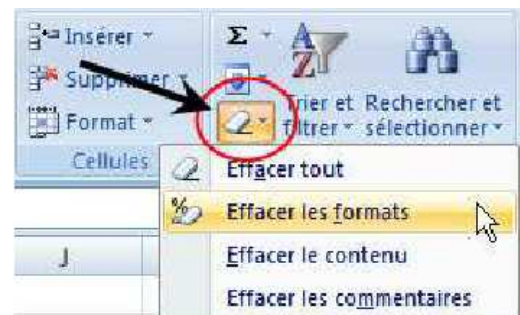 Insérer
Σ
Supprimer
Format
Trier et Rechercher et
filtrer sélectionner
Cellules
Effacer tout
Effacer les formats
J
Effacer le contenu
Effacer les commentaires